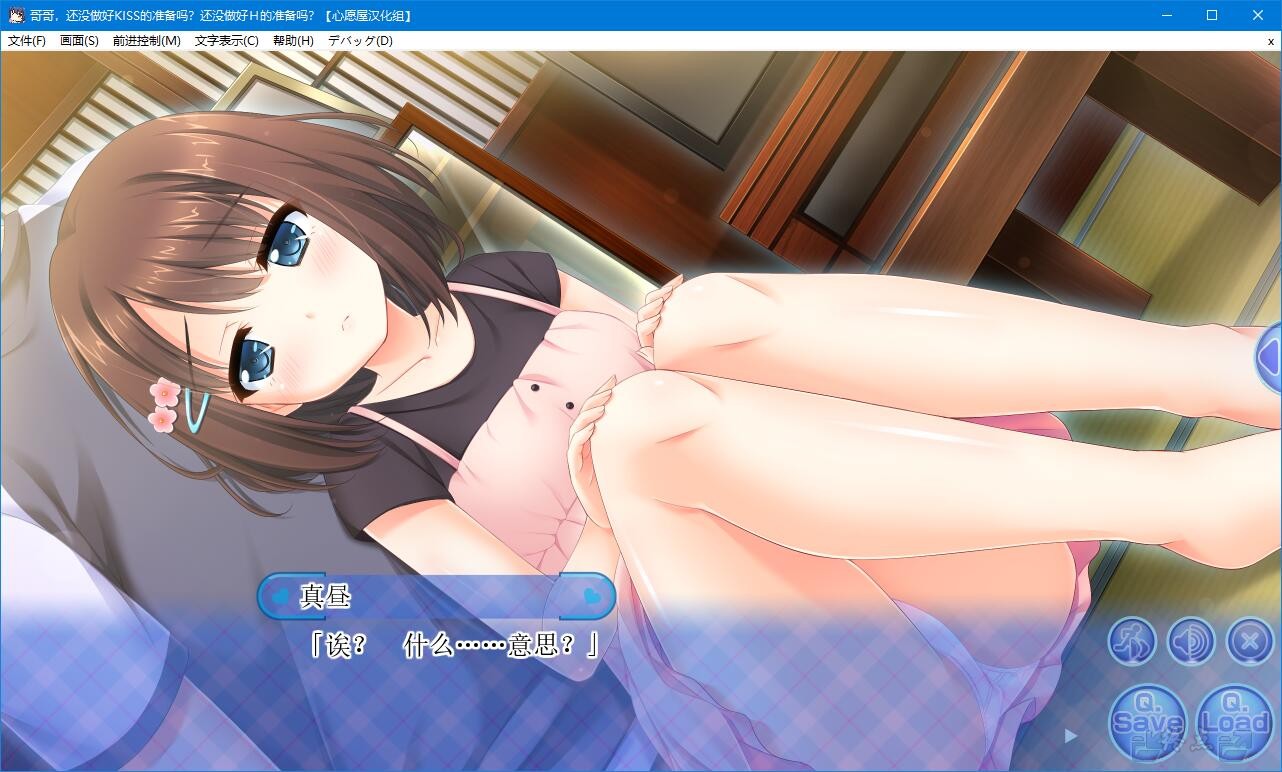 哥哥，还没做好KISS的准备吗？还没做好H的准备吗？【心愿屋汉化组】
文件(F) 画面(S) 前进控制(M) 文字表示(C) 帮助(H) デバッグ(D)
x
真昼
「诶？　什么……意思？」
Q. Save
Q. Load